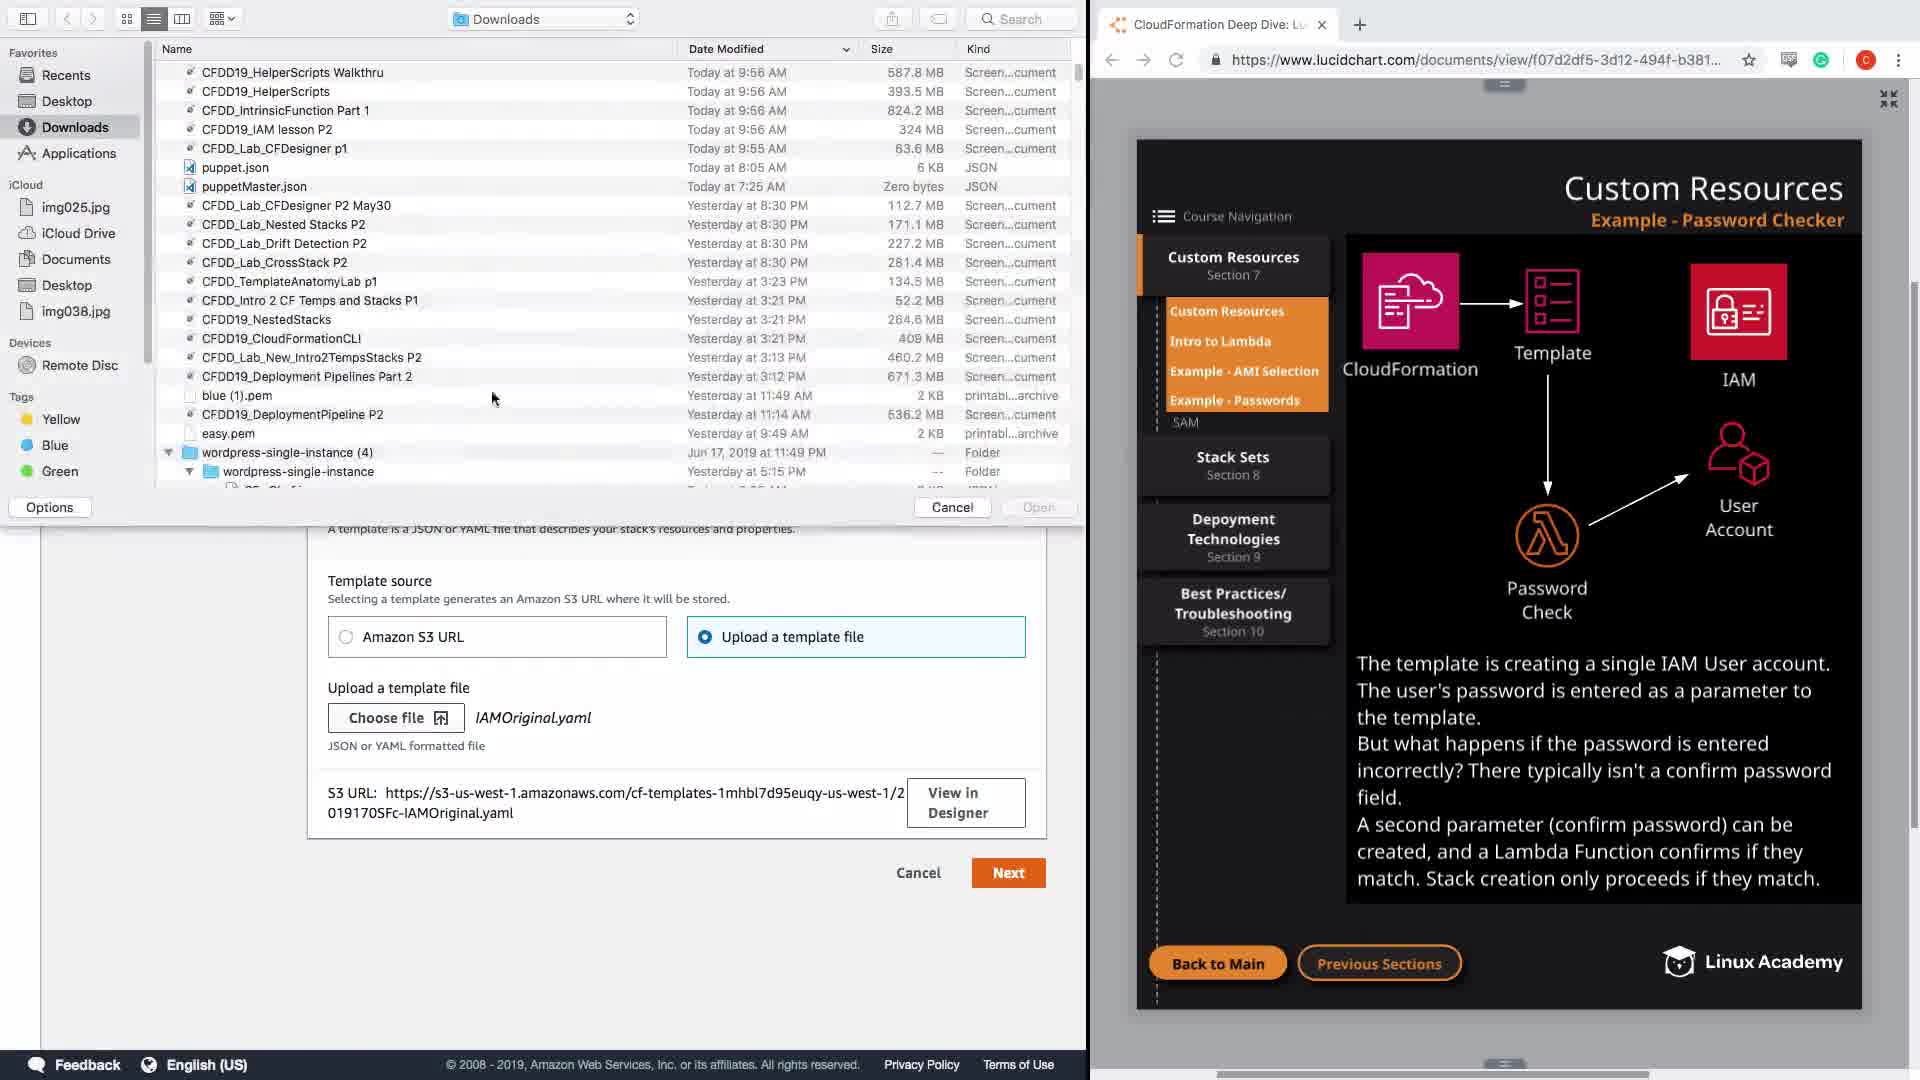 Downloads
Search
Name Date Modified Size Kind
Favorites
Recents
Desktop
Downloads
Applications
iCloud
img025.jpg
iCloud Drive
Documents
Desktop
img038.jpg
Devices
Remote Disc
Tags
Yellow
Blue
Green
CFDD19_HelperScripts Walkthru Today at 9:56 AM 587.8 MB Screen...cument
CFDD19_HelperScripts Today at 9:56 AM 393.5 MB Screen...cument
CFDD_IntrinsicFunction Part 1 Today at 9:56 AM 824.2 MB Screen...cument
CFDD19_IAM lesson P2 Today at 9:56 AM 324 MB Screen...cument
CFDD_Lab_CFDesigner p1 Today at 9:55 AM 63.6 MB Screen...cument
puppet.json Today at 8:05 AM 6 KB JSON
puppetMaster.json Today at 7:25 AM Zero bytes JSON
CFDD_Lab_CFDesigner P2 May30 Yesterday at 8:30 PM 112.7 MB Screen...cument
CFDD_Lab_Nested Stacks P2 Yesterday at 8:30 PM 171.1 MB Screen...cument
CFDD_Lab_Drift Detection P2 Yesterday at 8:30 PM 227.2 MB Screen...cument
CFDD_Lab_CrossStack P2 Yesterday at 8:30 PM 281.4 MB Screen...cument
CFDD_TemplateAnatomyLab p1 Yesterday at 3:23 PM 134.5 MB Screen...cument
CFDD_Intro 2 CF Temps and Stacks P1 Yesterday at 3:21 PM 52.2 MB Screen...cument
CFDD19_NestedStacks Yesterday at 3:21 PM 264.6 MB Screen...cument
CFDD19_CloudFormationCLI Yesterday at 3:21 PM 409 MB Screen...cument
CFDD_Lab_New_Intro2TempsStacks P2 Yesterday at 3:13 PM 460.2 MB Screen...cument
CFDD19_Deployment Pipelines Part 2 Yesterday at 3:12 PM 671.3 MB Screen...cument
blue (1).pem Yesterday at 11:49 AM 2 KB printabl...archive
CFDD19_DeploymentPipeline P2 Yesterday at 11:14 AM 536.2 MB Screen...cument
easy.pem Yesterday at 9:49 AM 2 KB printabl...archive
wordpress-single-instance (4) Jun 17, 2019 at 11:49 PM -- Folder
wordpress-single-instance Yesterday at 5:15 PM -- Folder
Options
Cancel
Open
A template is a JSON or YAML file that describes your stack's resources and properties.
Template source
Selecting a template generates an Amazon S3 URL where it will be stored.
Amazon S3 URL
Upload a template file
Upload a template file
Choose file IAMOriginal.yaml
JSON or YAML formatted file
S3 URL: https://s3-us-west-1.amazonaws.com/cf-templates-1mhbl7d95euqy-us-west-1/2
019170SFc-IAMOriginal.yaml
View in
Designer
Cancel
Next
Feedback
English (US)
© 2008 - 2019, Amazon Web Services, Inc. or its affiliates. All rights reserved.
Privacy Policy
Terms of Use
CloudFormation Deep Dive: Lu
https://www.lucidchart.com/documents/view/f07d2df5-3d12-494f-b381...
C
Custom Resources
Example - Password Checker
Course Navigation
Custom Resources
Section 7
Custom Resources
Intro to Lambda
Example - AMI Selection
Example - Passwords
SAM
Stack Sets
Section 8
Depoyment
Technologies
Section 9
Best Practices/
Troubleshooting
Section 10
CloudFormation
Template
IAM
User
Account
Password
Check
The template is creating a single IAM User account.
The user's password is entered as a parameter to
the template.
But what happens if the password is entered
incorrectly? There typically isn't a confirm password
field.
A second parameter (confirm password) can be
created, and a Lambda Function confirms if they
match. Stack creation only proceeds if they match.
Back to Main
Previous Sections
Linux Academy